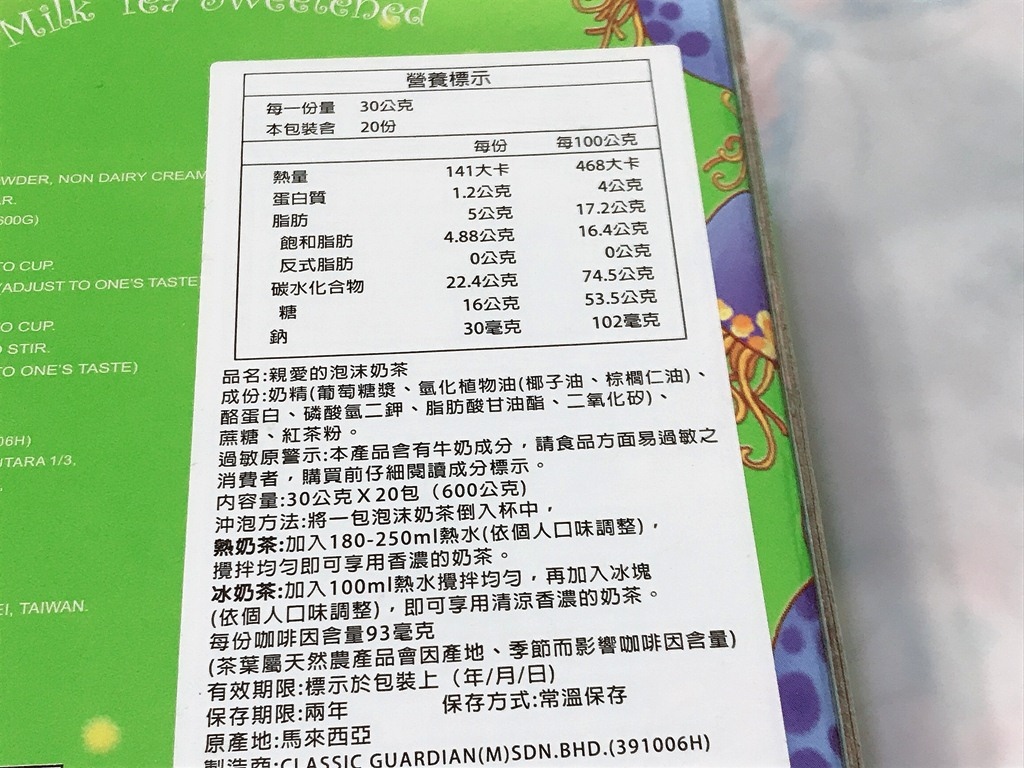 Milk Tea Sweetened
營養標示
每一份量 30公克
本包裝含 20份
每份 每100公克
熱量 141大卡 468大卡
蛋白質 1.2公克 4公克
脂肪 5公克 17.2公克
飽和脂肪 4.88公克 16.4公克
反式脂肪 0公克 0公克
碳水化合物 22.4公克 74.5公克
糖 16公克 53.5公克
鈉 30毫克 102毫克
品名:親愛的泡沫奶茶
成份:奶精(葡萄糖漿、氫化植物油(椰子油、棕櫚仁油)、
酪蛋白、磷酸氫二鉀、脂肪酸甘油酯、二氧化矽)、
蔗糖、紅茶粉。
過敏原警示:本產品含有牛奶成分，請食品方面易過敏之
消費者，購買前仔細閱讀成分標示。
內容量:30公克X20包（600公克)
沖泡方法:將一包泡沫奶茶倒入杯中，
熱奶茶:加入180-250ml熱水(依個人口味調整)，
攪拌均勻即可享用香濃的奶茶。
冰奶茶:加入100ml熱水攪拌均勻，再加入冰塊
(依個人口味調整)，即可享用清涼香濃的奶茶。
每份咖啡因含量93毫克
(茶葉屬天然農產品會因產地、季節而影響咖啡因含量)
有效期限:標示於包裝上（年/月/日)
保存期限:兩年 保存方式:常溫保存
原產地:馬來西亞
製造商:CLASSIC GUARDIAN(M)SDN.BHD.(391006H)
WDER, NON DAIRY CREAM
R.
600G)
TO CUP.
(ADJUST TO ONE'S TASTE)
O CUP.
STIR.
O ONE'S TASTE)
06H)
UTARA 1/3,
EI, TAIWAN.